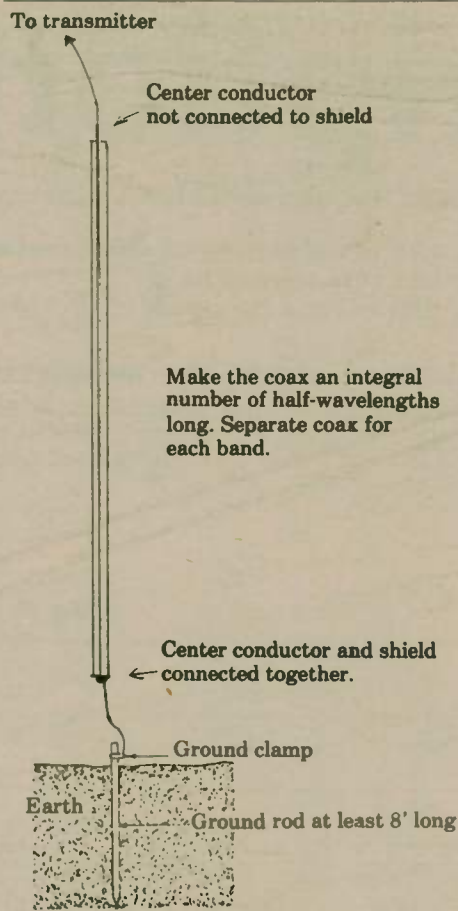 To transmitter
Center conductor
not connected to shield
Make the coax an integral
number of half-wavelengths
long. Separate coax for
each band.
Center conductor and shield
connected together.
Ground clamp
Earth
Ground rod at least 8' long